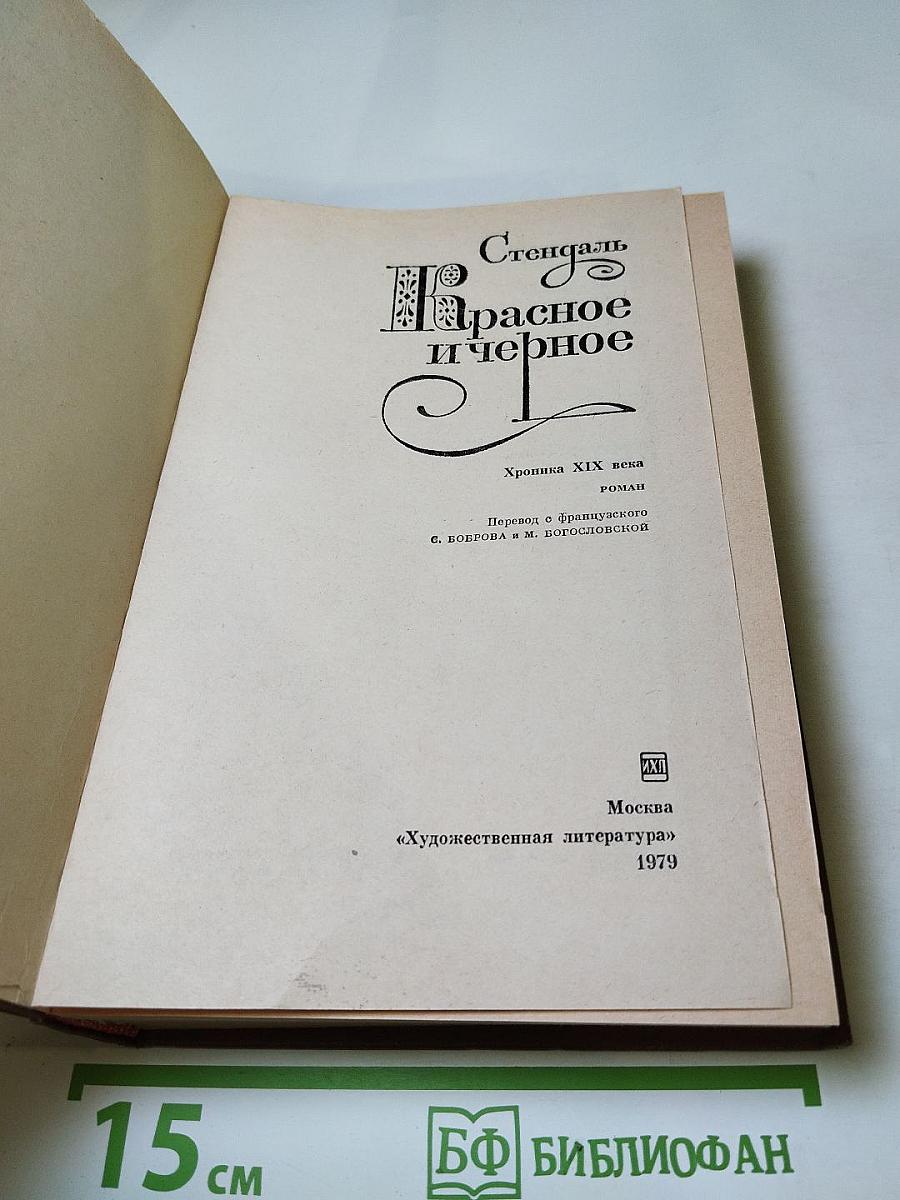 Стендаль
Красное
и черное
Хроника XIX века
РОМАН
Перевод с французского
С. БОБРОВА и М. БОГОСЛОВСКОЙ
ИХЛ
Москва
«Художественная литература»
1979
15 см
БФ БИБЛИОФАН